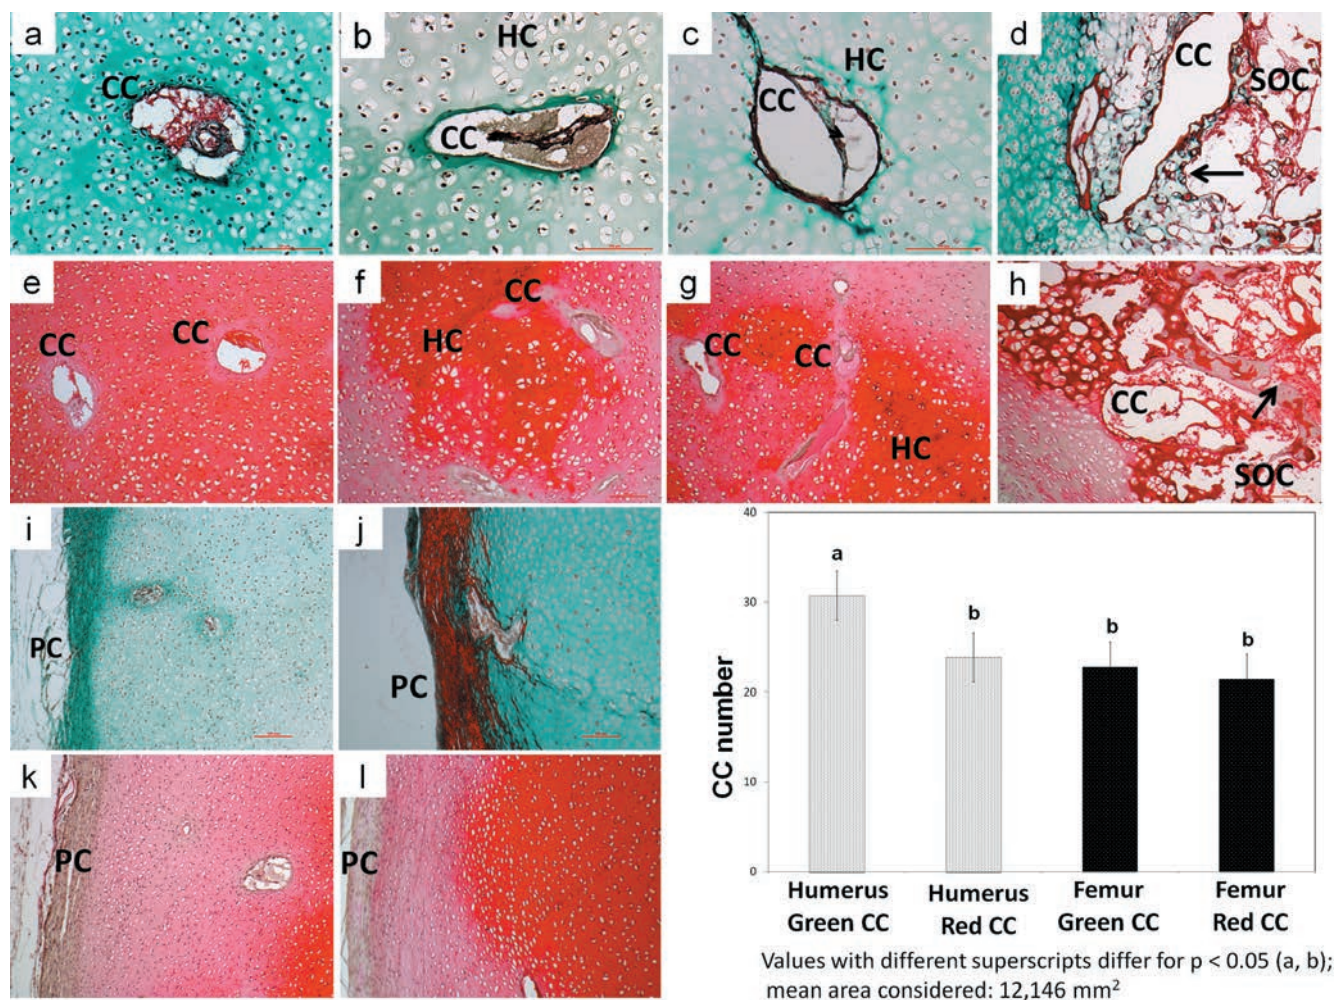 a
CC
b
HC
CC
c
HC
CC
d
CC
SOC
e
CC
CC
f
CC
HC
g
CC
CC
HC
h
CC
SOC
i
PC
j
PC
k
PC
l
PC
40
30
20
10
0
CC number
a
b
b
b
Humerus
Green CC
Humerus
Red CC
Femur
Green CC
Femur
Red CC
Values with different superscripts differ for p < 0.05 (a, b);
mean area considered: 12,146 mm²